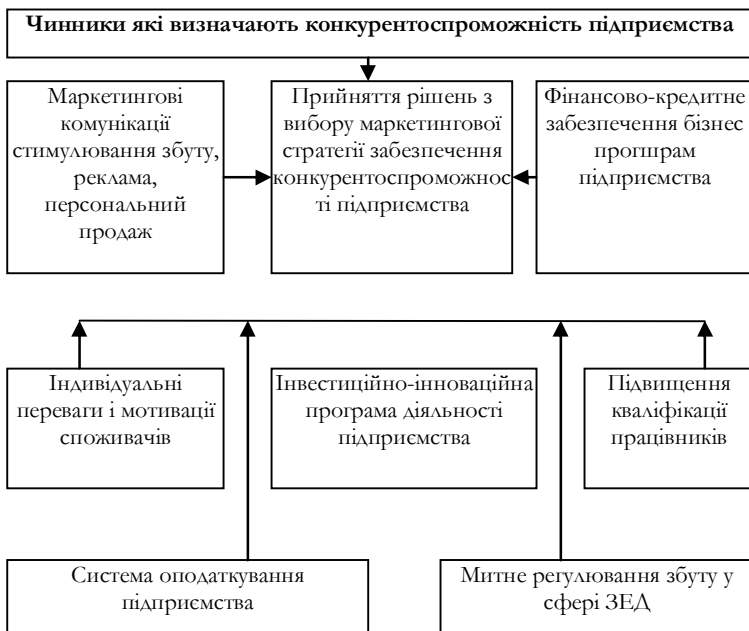 Чинники які визначають конкурентоспроможність підприємства
Маркетингові
комунікації
стимулювання збуту,
реклама,
персональний
продаж
Прийняття рішень з
вибору маркетингової
стратегії забезпечення
конкурентоспроможнос
ті підприємства
Фінансово-кредитне
забезпечення бізнес
прогпрам
підприємства
Індивідуальні
переваги і мотивації
споживачів
Інвестиційно-інноваційна
програма діяльності
підприємства
Підвищення
кваліфікації
працівників
Система оподаткування
підприємства
Митне регулювання збуту у
сфері ЗЕД